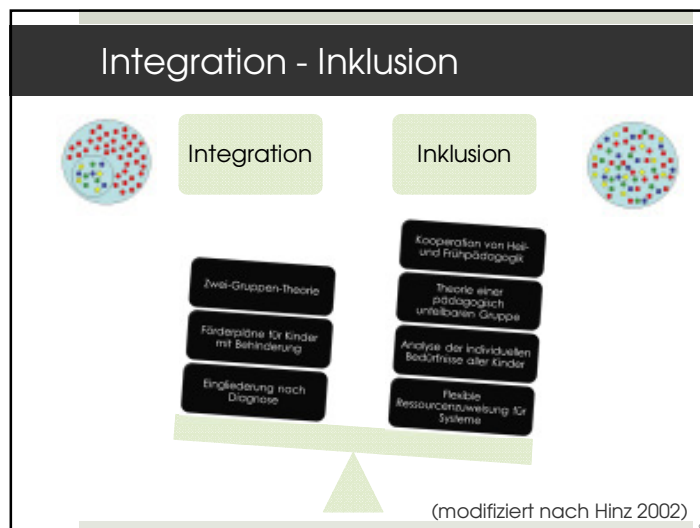 Integration - Inklusion
Integration
Inklusion
Zwei-Gruppen-Theorie
Förderpläne für Kinder
mit Behinderung
Eingliederung nach
Diagnose
Kooperation von Heil-
und Frühpädagogik
Theorie einer
pädagogisch
unteilbaren Gruppe
Analyse der individuellen
Bedürfnisse aller Kinder
Flexible
Ressourcenzuweisung für
Systeme
(modifiziert nach Hinz 2002)